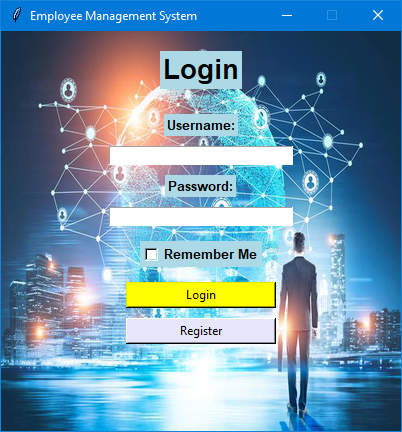 Employee Management System
Login
Username:
Password:
Remember Me
Login
Register